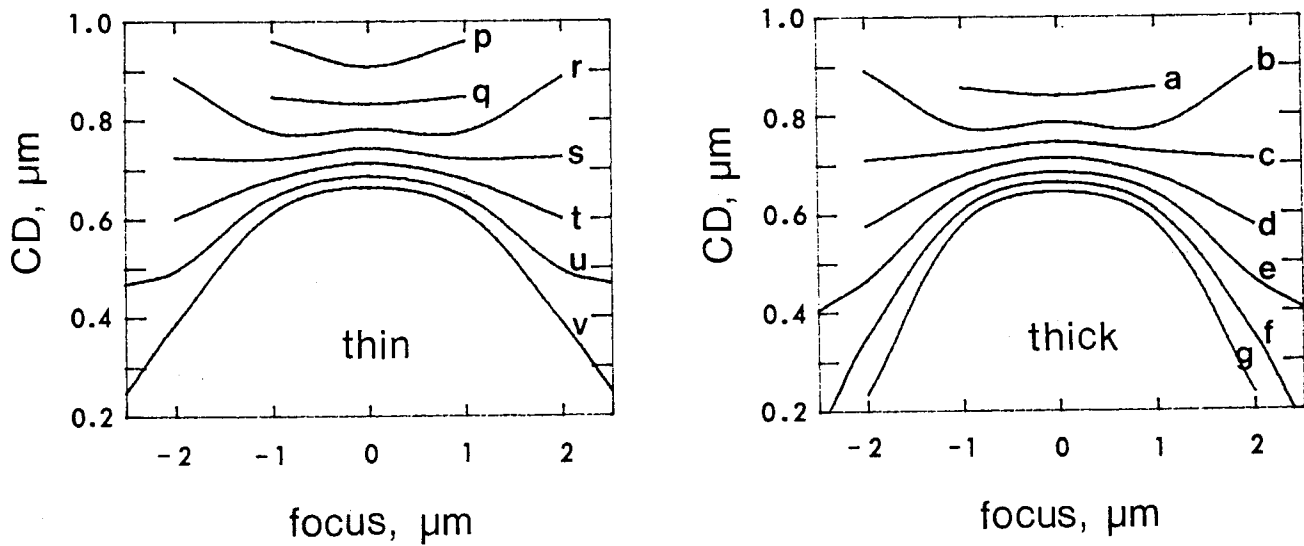 CD, µm
1.0
0.8
0.6
0.4
0.2
p
q
r
s
t
u
v
thin
-2 -1 0 1 2
focus, µm
CD, µm
1.0
0.8
0.6
0.4
0.2
a
b
c
d
e
f
g
thick
-2 -1 0 1 2
focus, µm